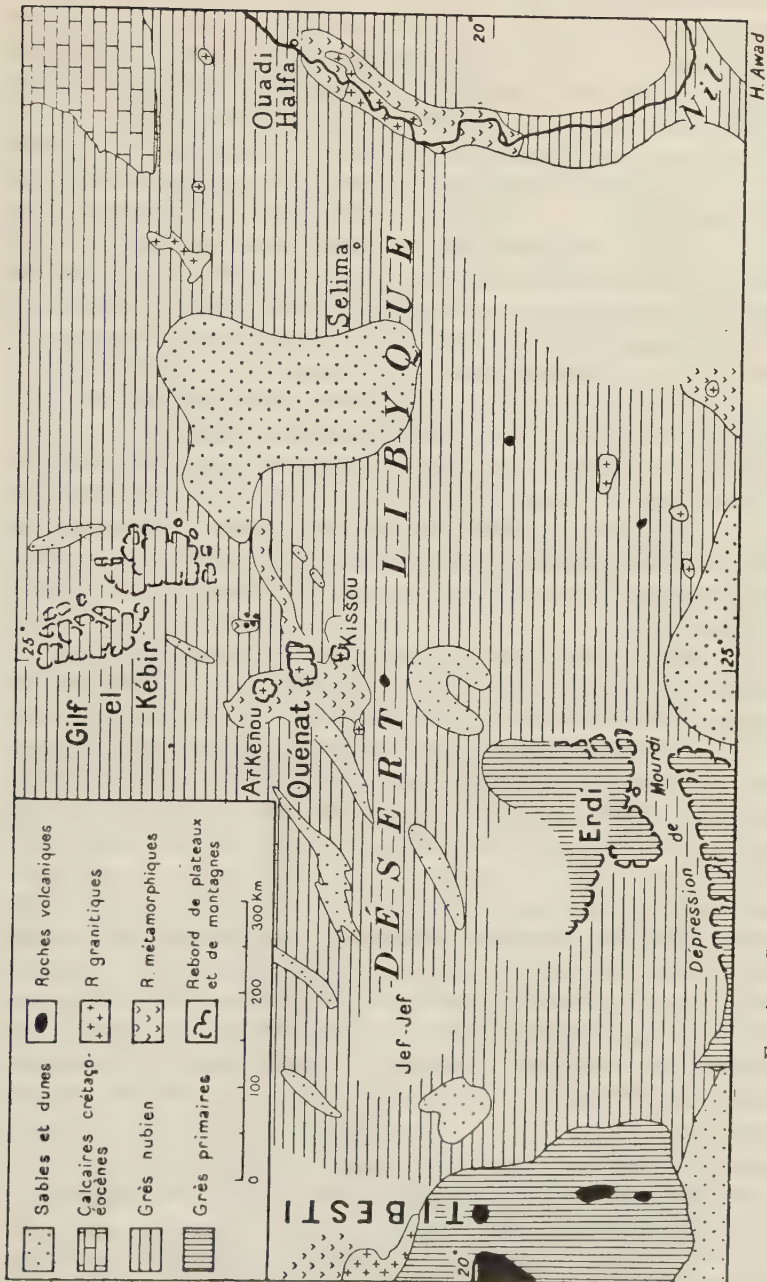 Sables et dunes
Calcaires crétaço-
éocènes
Grès nubien
Grès primaires
Roches volcaniques
R granitiques
R. métamorphiques
Rebord de plateaux
et de montagnes
0 100 200 300 Km
25°
Gilf
el
Kébir
Ouadi
Halfa
20°
Arkenou
Ouénat
Kissou
Selima
DÉSERT LIBYQUE
Jef-Jef
TIBESTI
Erdi
Nil
20°
Dépression
de
Mourdi
25°
H. Awad